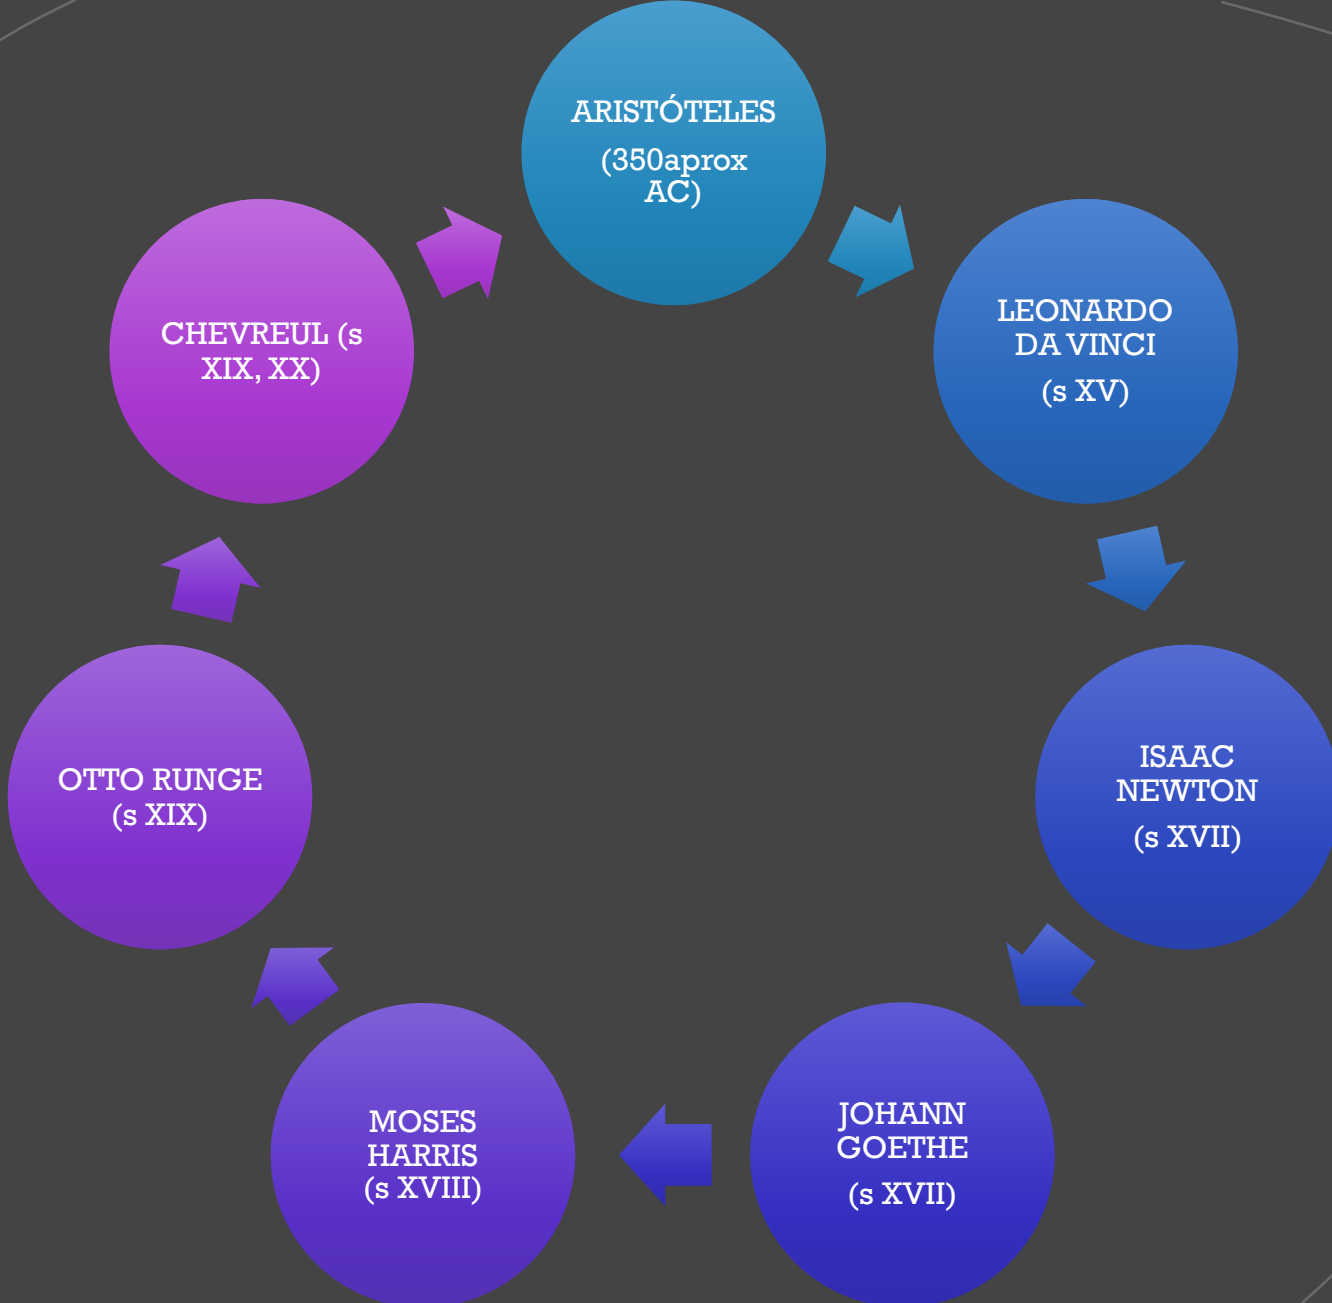 ARISTÓTELES
(350aprox
AC)
LEONARDO
DA VINCI
(s XV)
ISAAC
NEWTON
(s XVII)
JOHANN
GOETHE
(s XVII)
MOSES
HARRIS
(s XVIII)
OTTO RUNGE
(s XIX)
CHEVREUL (s
XIX, XX)